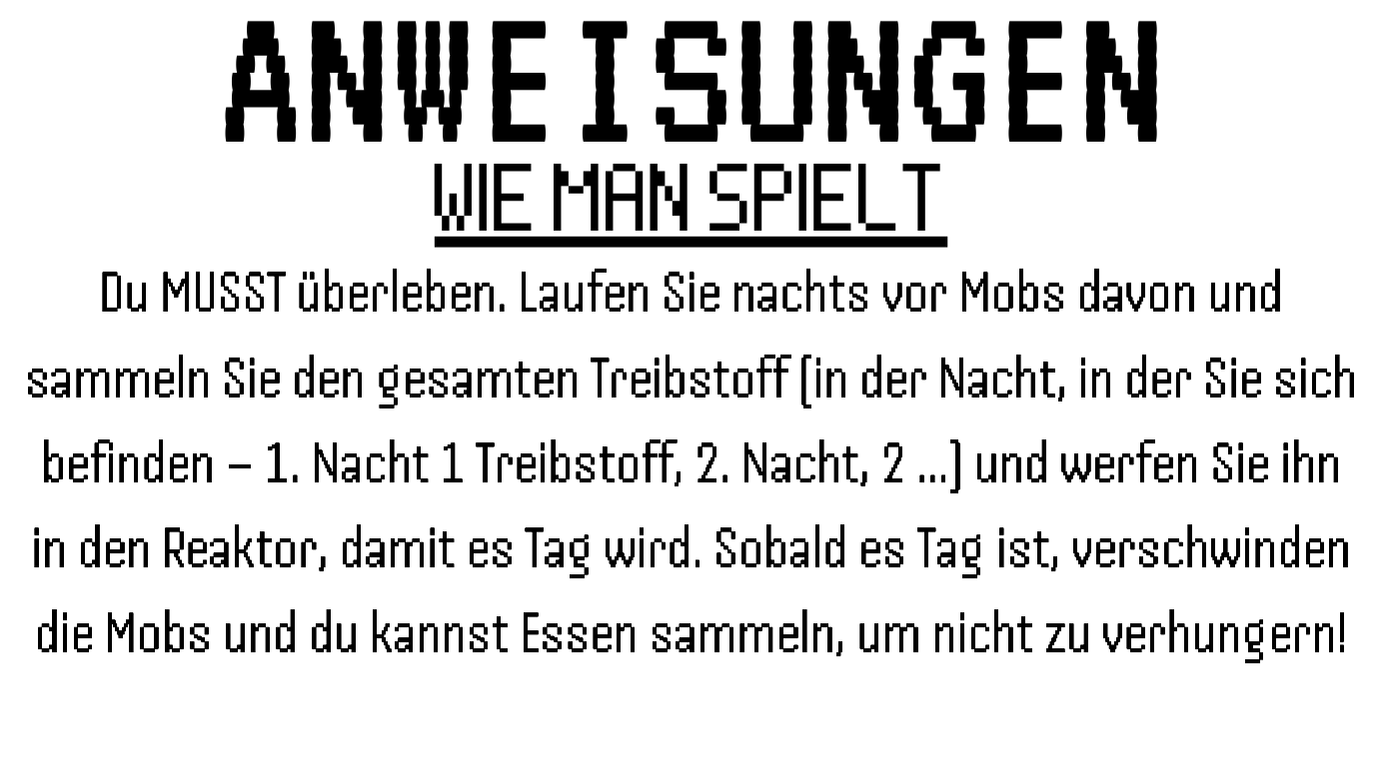 ANWEISUNGEN
WIE MAN SPIELT
Du MUSST überleben. Laufen Sie nachts vor Mobs davon und
sammeln Sie den gesamten Treibstoff (in der Nacht, in der Sie sich
befinden – 1. Nacht 1 Treibstoff, 2. Nacht, 2 ...) und werfen Sie ihn
in den Reaktor, damit es Tag wird. Sobald es Tag ist, verschwinden
die Mobs und du kannst Essen sammeln, um nicht zu verhungern!